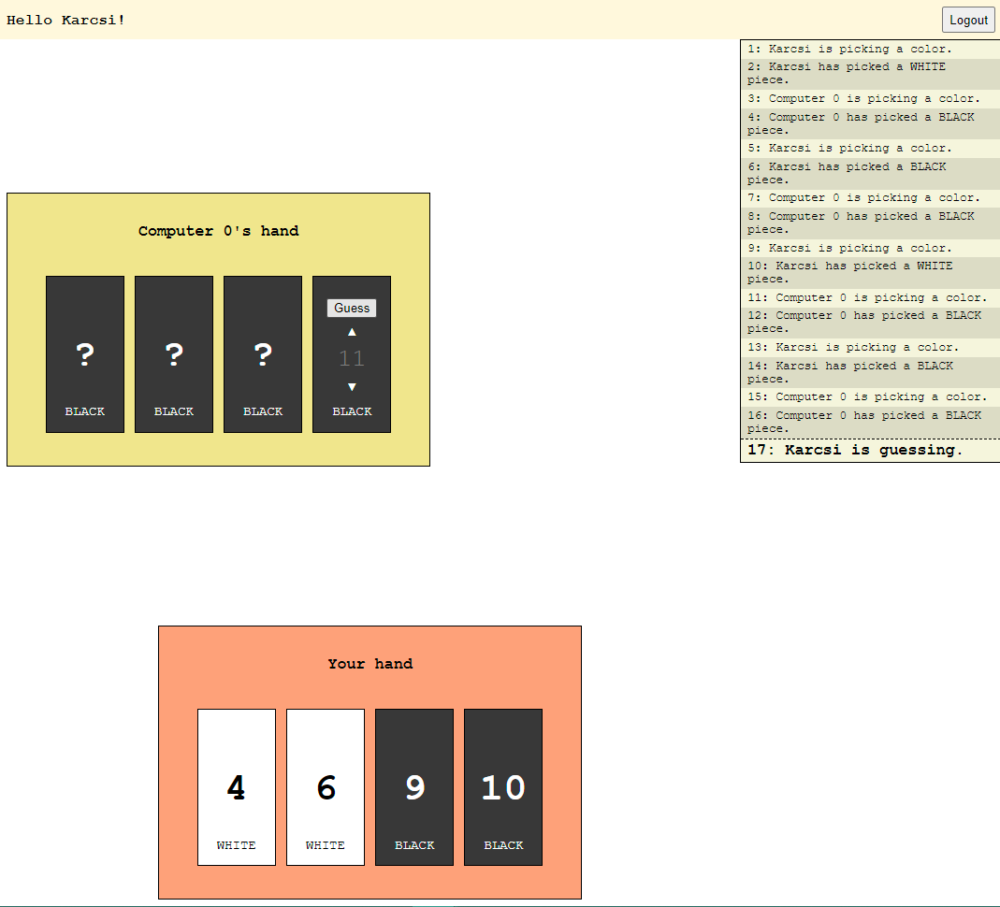 Hello Karcsi!
Logout
1: Karcsi is picking a color.
2: Karcsi has picked a WHITE
piece.
3: Computer 0 is picking a color.
4: Computer 0 has picked a BLACK
piece.
5: Karcsi is picking a color.
6: Karcsi has picked a BLACK
piece.
7: Computer 0 is picking a color.
8: Computer 0 has picked a BLACK
piece.
9: Karcsi is picking a color.
10: Karcsi has picked a WHITE
piece.
11: Computer 0 is picking a color.
12: Computer 0 has picked a BLACK
piece.
13: Karcsi is picking a color.
14: Karcsi has picked a BLACK
piece.
15: Computer 0 is picking a color.
16: Computer 0 has picked a BLACK
piece.
17: Karcsi is guessing.
Computer 0's hand
Guess
▲
? ? ? 11
▼
BLACK BLACK BLACK BLACK
Your hand
4 6 9 10
WHITE WHITE BLACK BLACK